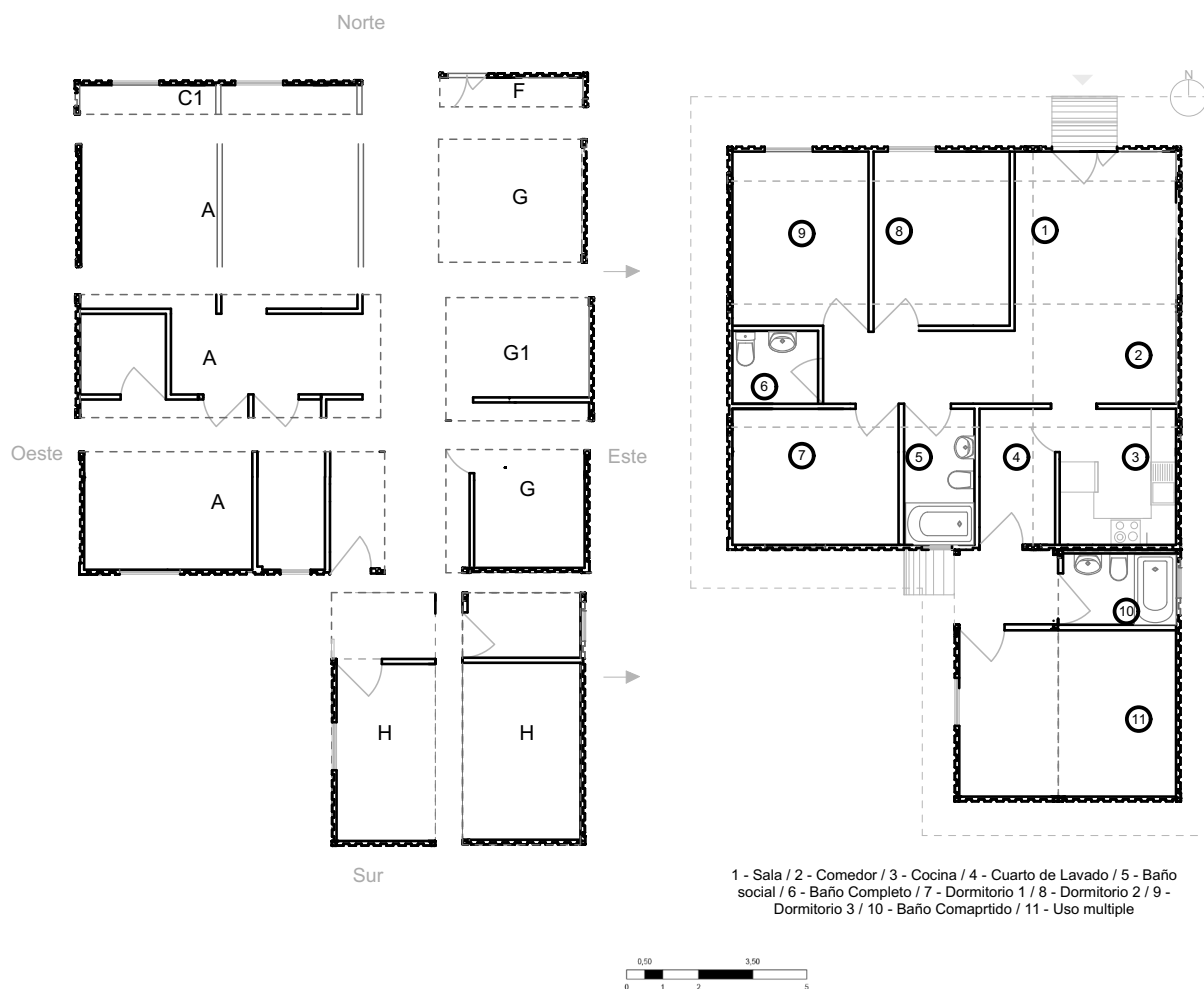 Norte
N
C1
F
A
G
9
8
1
A
G1
2
6
Oeste
Este
A
G
7
5
4
3
10
H
H
11
Sur
1 - Sala / 2 - Comedor / 3 - Cocina / 4 - Cuarto de Lavado / 5 - Baño
social / 6 - Baño Completo / 7 - Dormitorio 1 / 8 - Dormitorio 2 / 9 -
Dormitorio 3 / 10 - Baño Comaprtido / 11 - Uso multiple
0,50 3,50
0 1 2 5